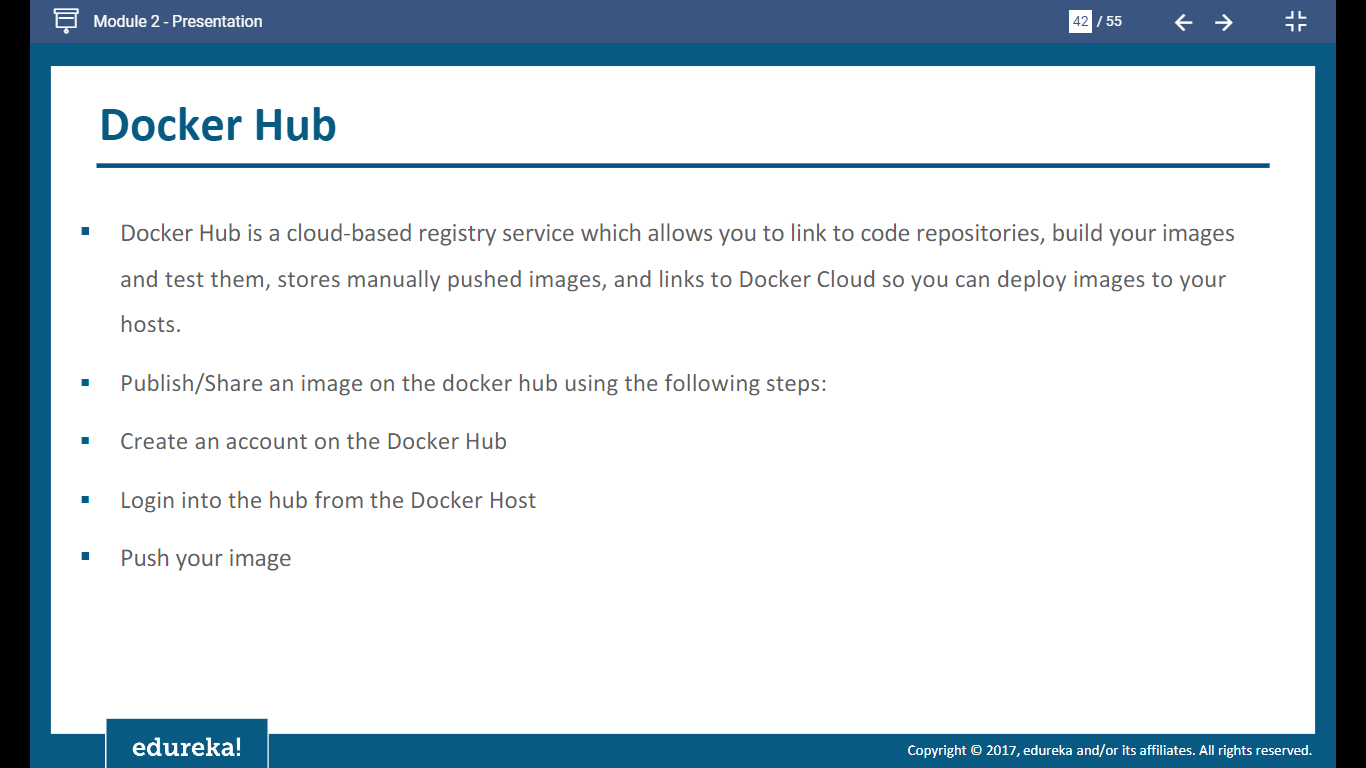 Module 2 - Presentation
42 / 55
Docker Hub
Docker Hub is a cloud-based registry service which allows you to link to code repositories, build your images
and test them, stores manually pushed images, and links to Docker Cloud so you can deploy images to your
hosts.
Publish/Share an image on the docker hub using the following steps:
Create an account on the Docker Hub
Login into the hub from the Docker Host
Push your image
edureka!
Copyright © 2017, edureka and/or its affiliates. All rights reserved.